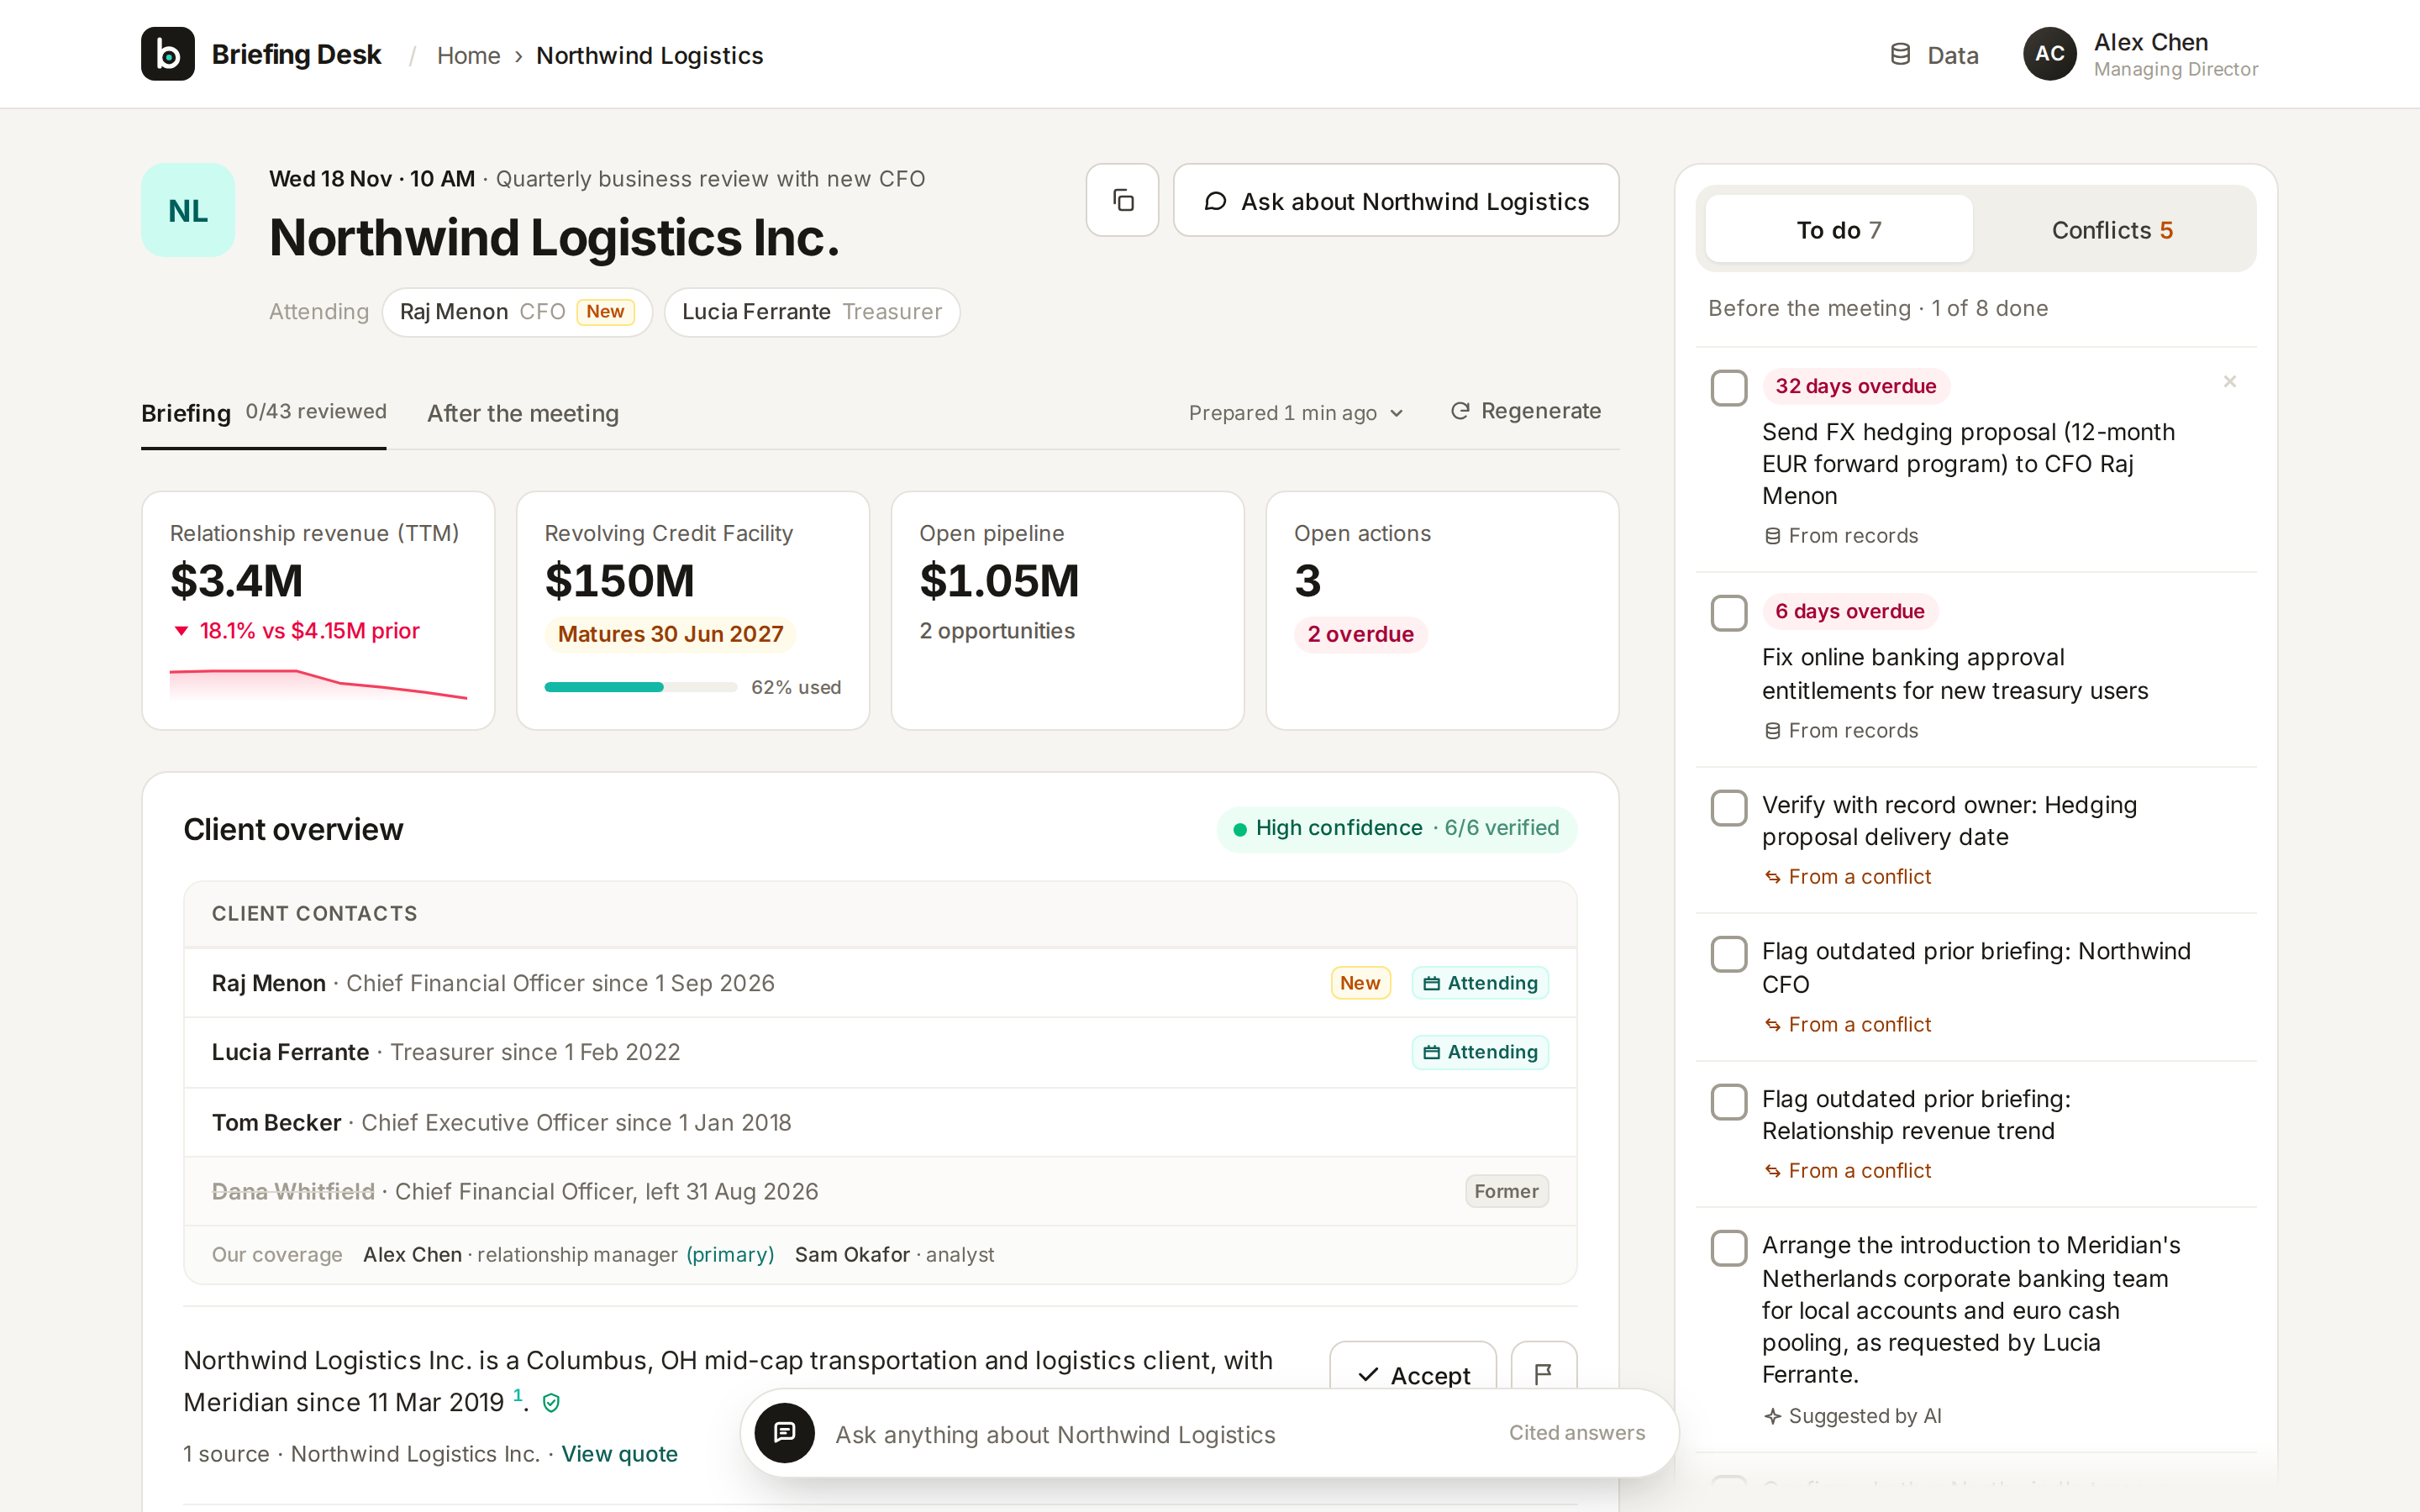 Briefing Desk / Home › Northwind Logistics
Data
AC
Alex Chen
Managing Director
NL
Wed 18 Nov · 10 AM · Quarterly business review with new CFO
Northwind Logistics Inc.
Attending Raj Menon CFO New Lucia Ferrante Treasurer
Ask about Northwind Logistics
Briefing 0/43 reviewed
After the meeting
Prepared 1 min ago
Regenerate
Relationship revenue (TTM)
$3.4M
18.1% vs $4.15M prior
Revolving Credit Facility
$150M
Matures 30 Jun 2027
62% used
Open pipeline
$1.05M
2 opportunities
Open actions
3
2 overdue
Client overview
High confidence · 6/6 verified
CLIENT CONTACTS
Raj Menon · Chief Financial Officer since 1 Sep 2026 New Attending
Lucia Ferrante · Treasurer since 1 Feb 2022 Attending
Tom Becker · Chief Executive Officer since 1 Jan 2018
Dana Whitfield · Chief Financial Officer, left 31 Aug 2026 Former
Our coverage Alex Chen · relationship manager (primary) Sam Okafor · analyst
Northwind Logistics Inc. is a Columbus, OH mid-cap transportation and logistics client, with
Meridian since 11 Mar 2019 1.
Accept
1 source · Northwind Logistics Inc. · View quote
Ask anything about Northwind Logistics
Cited answers
To do 7
Conflicts 5
Before the meeting · 1 of 8 done
32 days overdue
Send FX hedging proposal (12-month
EUR forward program) to CFO Raj
Menon
From records
6 days overdue
Fix online banking approval
entitlements for new treasury users
From records
Verify with record owner: Hedging
proposal delivery date
From a conflict
Flag outdated prior briefing: Northwind
CFO
From a conflict
Flag outdated prior briefing:
Relationship revenue trend
From a conflict
Arrange the introduction to Meridian's
Netherlands corporate banking team
for local accounts and euro cash
pooling, as requested by Lucia
Ferrante.
Suggested by AI